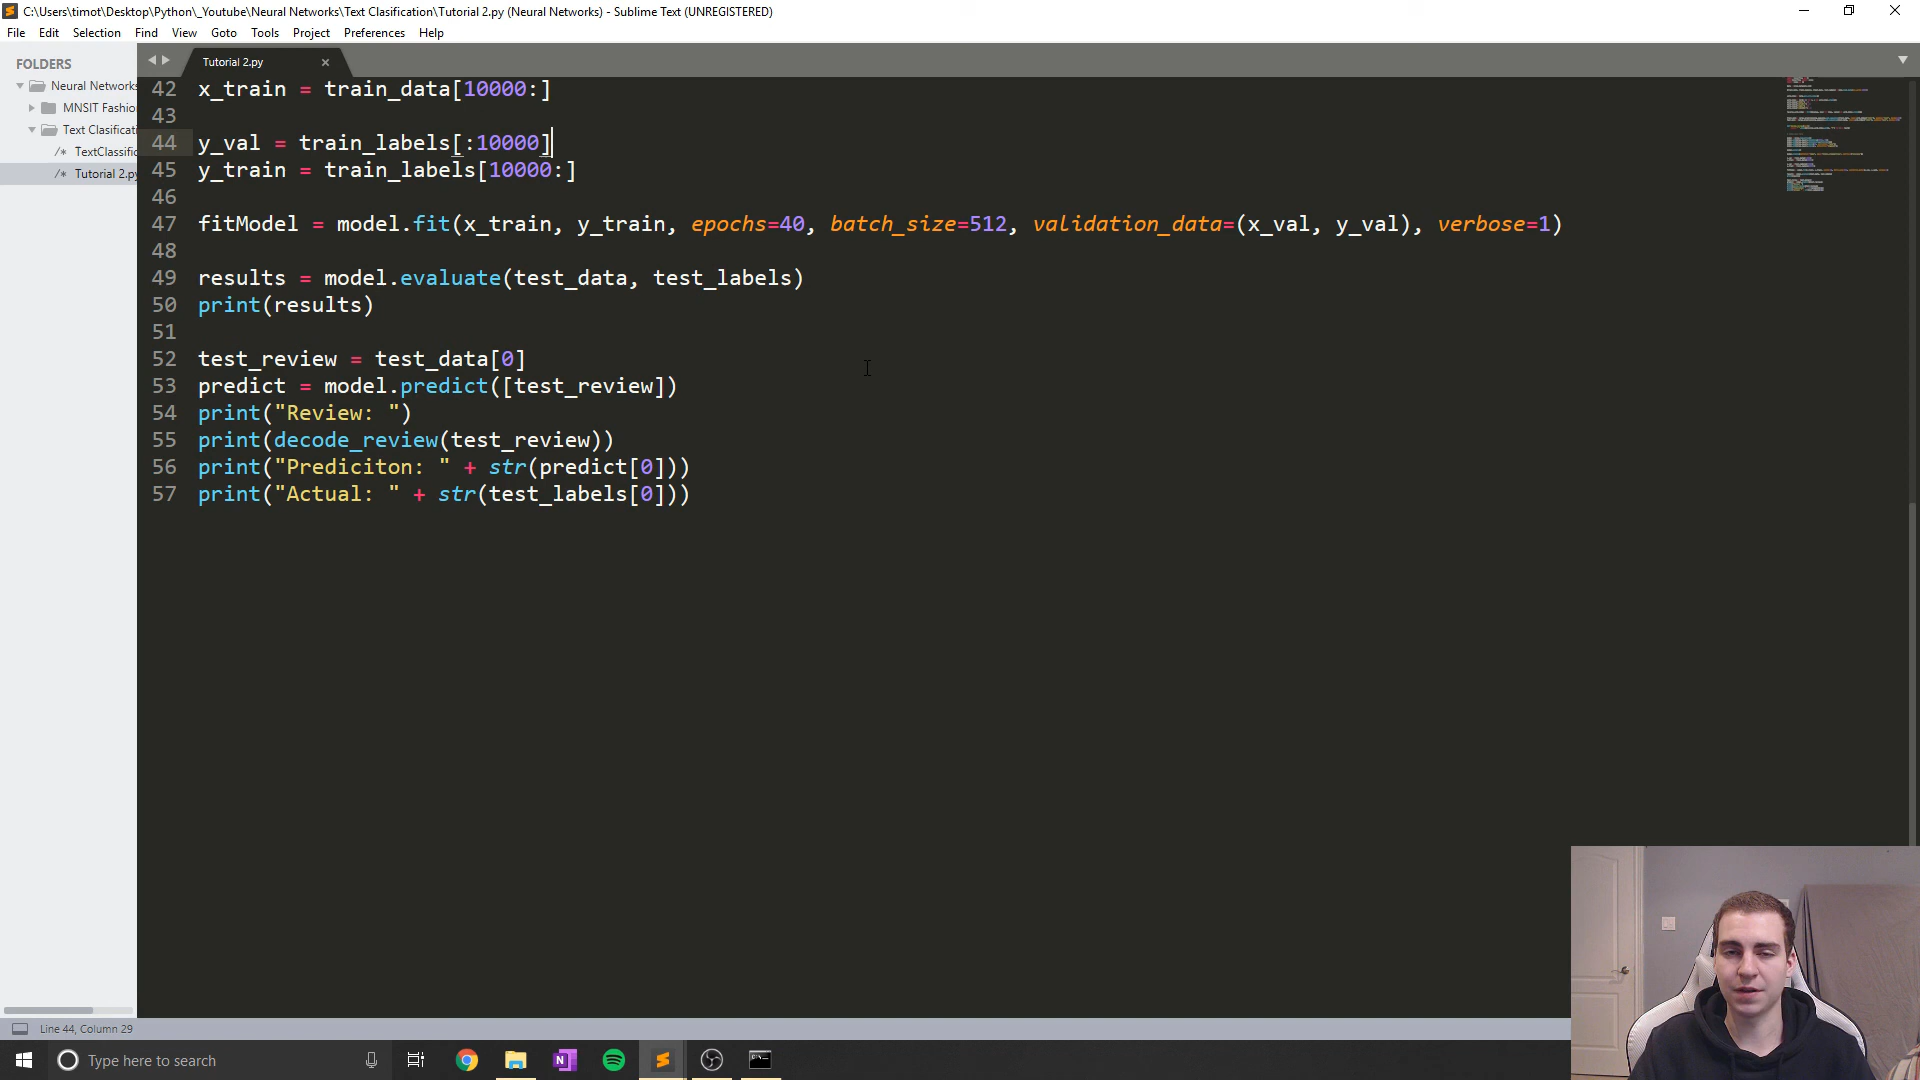 C:\Users\timot\Desktop\Python\_Youtube\Neural Networks\Text Clasification\Tutorial 2.py (Neural Networks) - Sublime Text (UNREGISTERED)
File Edit Selection Find View Goto Tools Project Preferences Help
FOLDERS
Neural Networks
MNSIT Fashio
Text Clasificati
/* TextClassific
/* Tutorial 2.py
Tutorial 2.py
42 x_train = train_data[10000:]
43
44 y_val = train_labels[:10000]
45 y_train = train_labels[10000:]
46
47 fitModel = model.fit(x_train, y_train, epochs=40, batch_size=512, validation_data=(x_val, y_val), verbose=1)
48
49 results = model.evaluate(test_data, test_labels)
50 print(results)
51
52 test_review = test_data[0]
53 predict = model.predict([test_review])
54 print("Review: ")
55 print(decode_review(test_review))
56 print("Prediciton: " + str(predict[0]))
57 print("Actual: " + str(test_labels[0]))
Line 44, Column 29
Type here to search